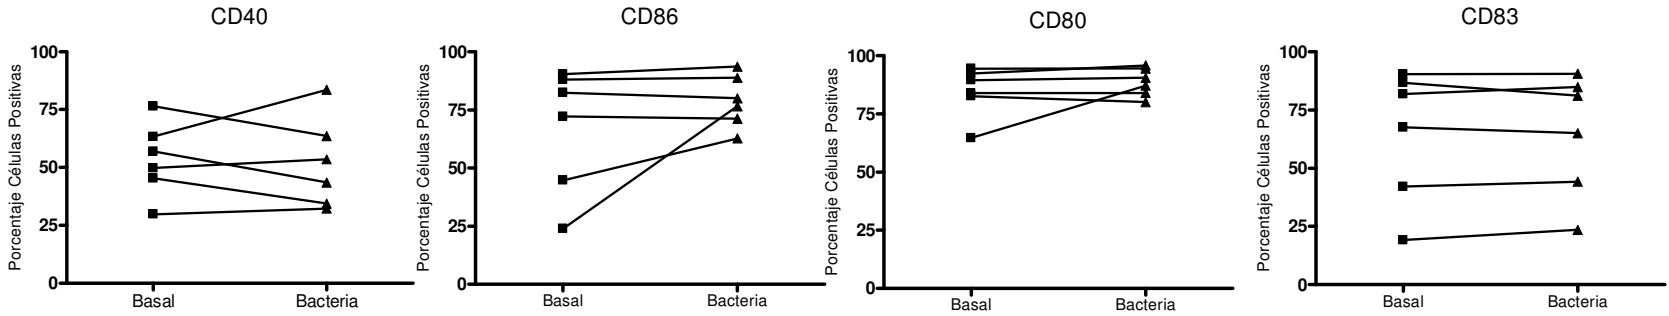 CD40
Porcentaje Células Positivas
100
75
50
25
0
Basal
Bacteria
CD86
Porcentaje Células Positivas
100
75
50
25
0
Basal
Bacteria
CD80
Porcentaje Células Positivas
100
75
50
25
0
Basal
Bacteria
CD83
Porcentaje Células Positivas
100
75
50
25
0
Basal
Bacteria